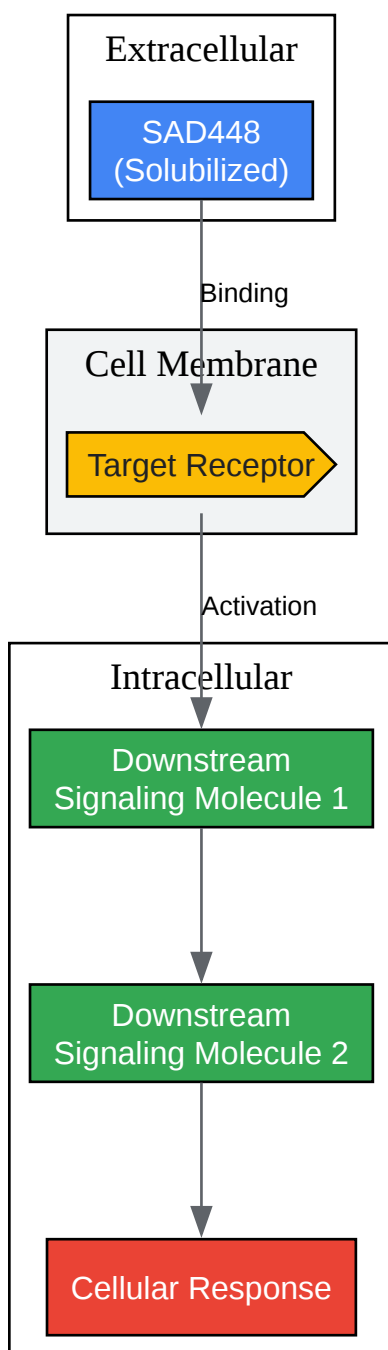 Extracellular
SAD448
(Solubilized)
Binding
Cell Membrane
Target Receptor
Activation
Intracellular
Downstream
Signaling Molecule 1
Downstream
Signaling Molecule 2
Cellular Response